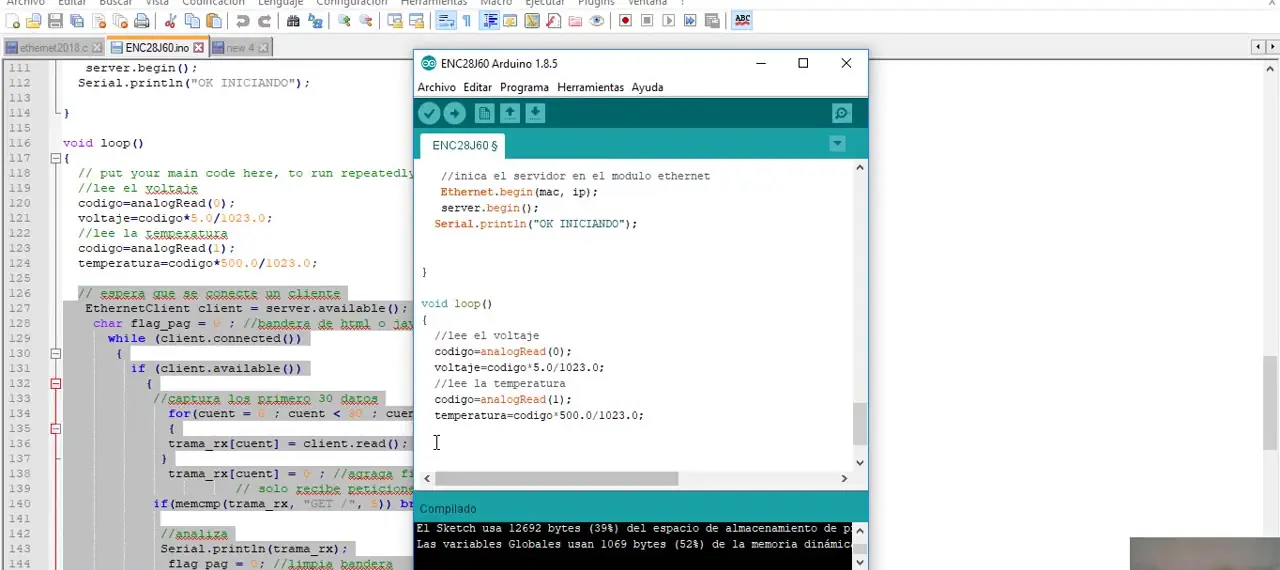 Archivo Editar Buscar Vista Codificación Lenguaje Configuración Herramientas Macro Ejecutar Plugins Ventana ?
ABC
ethernet2018.c ENC28J60.ino new 4
111 server.begin();
112 Serial.println("OK INICIANDO");
113
114 }
115
116 void loop()
117 {
118 // put your main code here, to run repeatedly
119 //lee el voltaje
120 codigo=analogRead(0);
121 voltaje=codigo*5.0/1023.0;
122 //lee la temperatura
123 codigo=analogRead(1);
124 temperatura=codigo*500.0/1023.0;
125
126 // espera que se conecte un cliente
127 EthernetClient client = server.available();
128 char flag_pag = 0 ; //bandera de html o jav
129 while (client.connected())
130 {
131 if (client.available())
132 {
133 //captura los primero 30 datos
134 for(cuent = 0 ; cuent < 30 ; cuen
135 {
136 trama_rx[cuent] = client.read();
137 }
138 trama_rx[cuent] = 0 ; //agraga fi
139 // solo recibe peticione
140 if(memcmp(trama_rx, "GET /", 5)) br
141
142 //analiza
143 Serial.println(trama_rx);
flag_pag = 0; //limpia bandera
ENC28J60 Arduino 1.8.5
Archivo Editar Programa Herramientas Ayuda
ENC28J60 §
//inica el servidor en el modulo ethernet
Ethernet.begin(mac, ip);
server.begin();
Serial.println("OK INICIANDO");
}
void loop()
{
//lee el voltaje
codigo=analogRead(0);
voltaje=codigo*5.0/1023.0;
//lee la temperatura
codigo=analogRead(1);
temperatura=codigo*500.0/1023.0;
Compilado
El Sketch usa 12692 bytes (39%) del espacio de almacenamiento de p
Las variables Globales usan 1069 bytes (52%) de la memoria dinámic